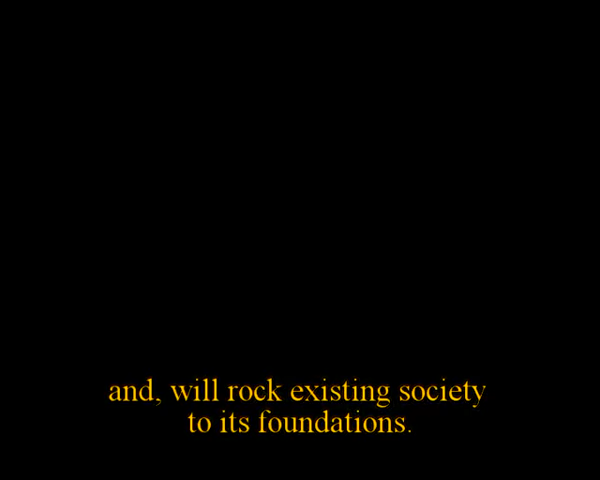 and, will rock existing society
to its foundations.